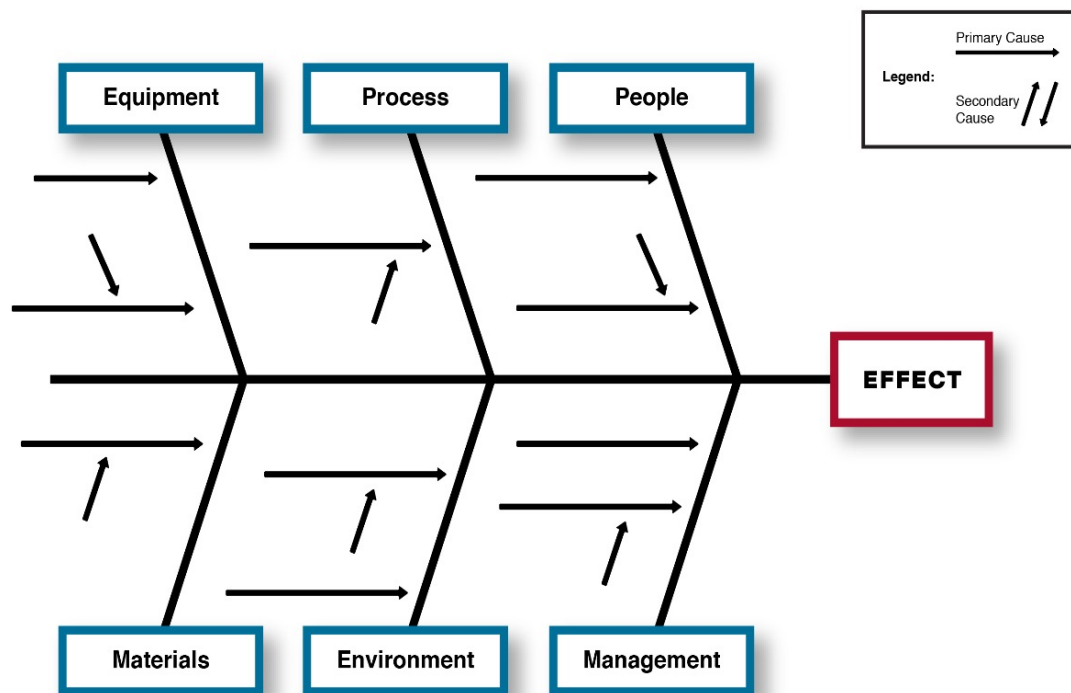 Primary Cause
Legend:
Secondary
Cause
Equipment
Process
People
EFFECT
Materials
Environment
Management